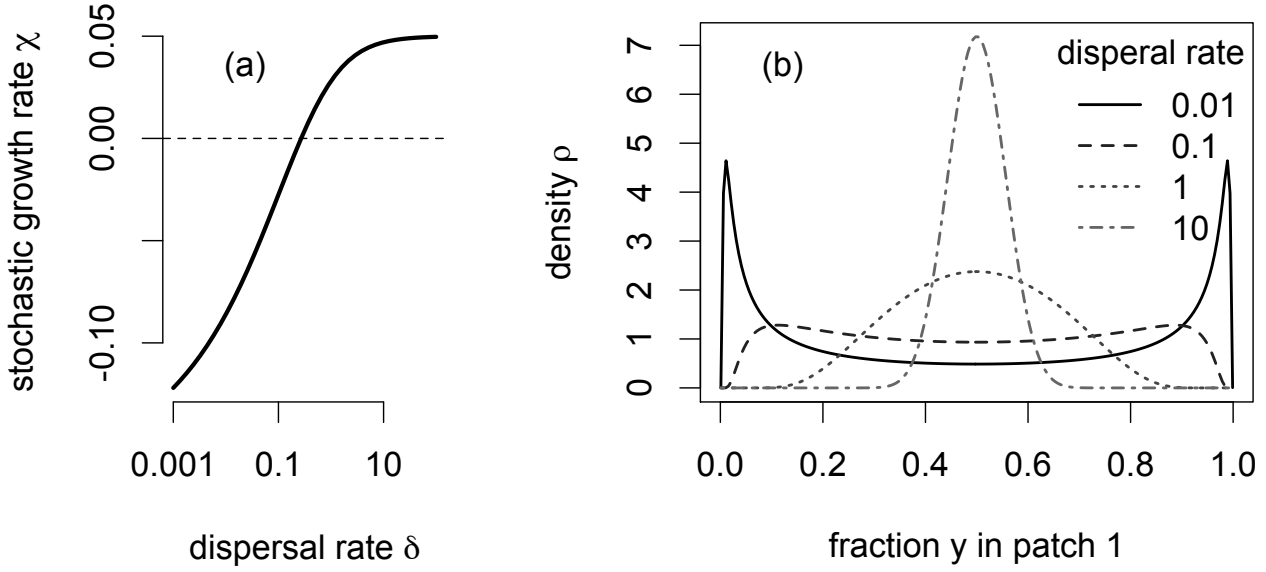 (a)
stochastic growth rate χ
0.05
0.00
-0.10
0.001 0.1 10
dispersal rate δ
(b)
density ρ
7
6
5
4
3
2
1
0
disperal rate
0.01
0.1
1
10
0.0 0.2 0.4 0.6 0.8 1.0
fraction y in patch 1